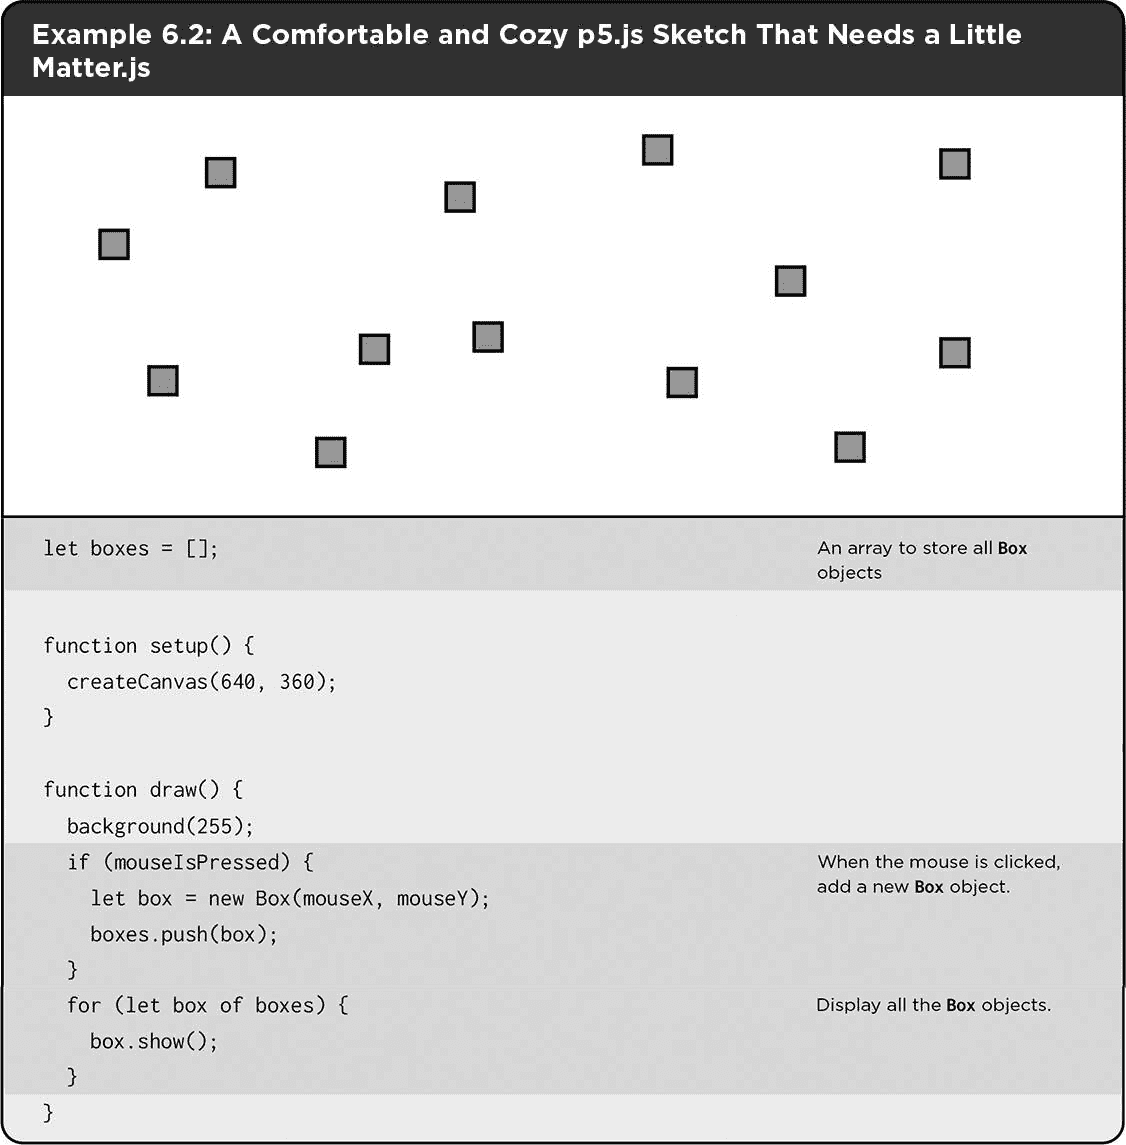 Example 6.2: A Comfortable and Cozy p5.js Sketch That Needs a Little
Matter.js
let boxes = [];
An array to store all Box
objects
function setup() {
  createCanvas(640, 360);
}
function draw() {
  background(255);
  if (mouseIsPressed) {
When the mouse is clicked,
add a new Box object.
    let box = new Box(mouseX, mouseY);
    boxes.push(box);
  }
  for (let box of boxes) {
Display all the Box objects.
    box.show();
  }
}